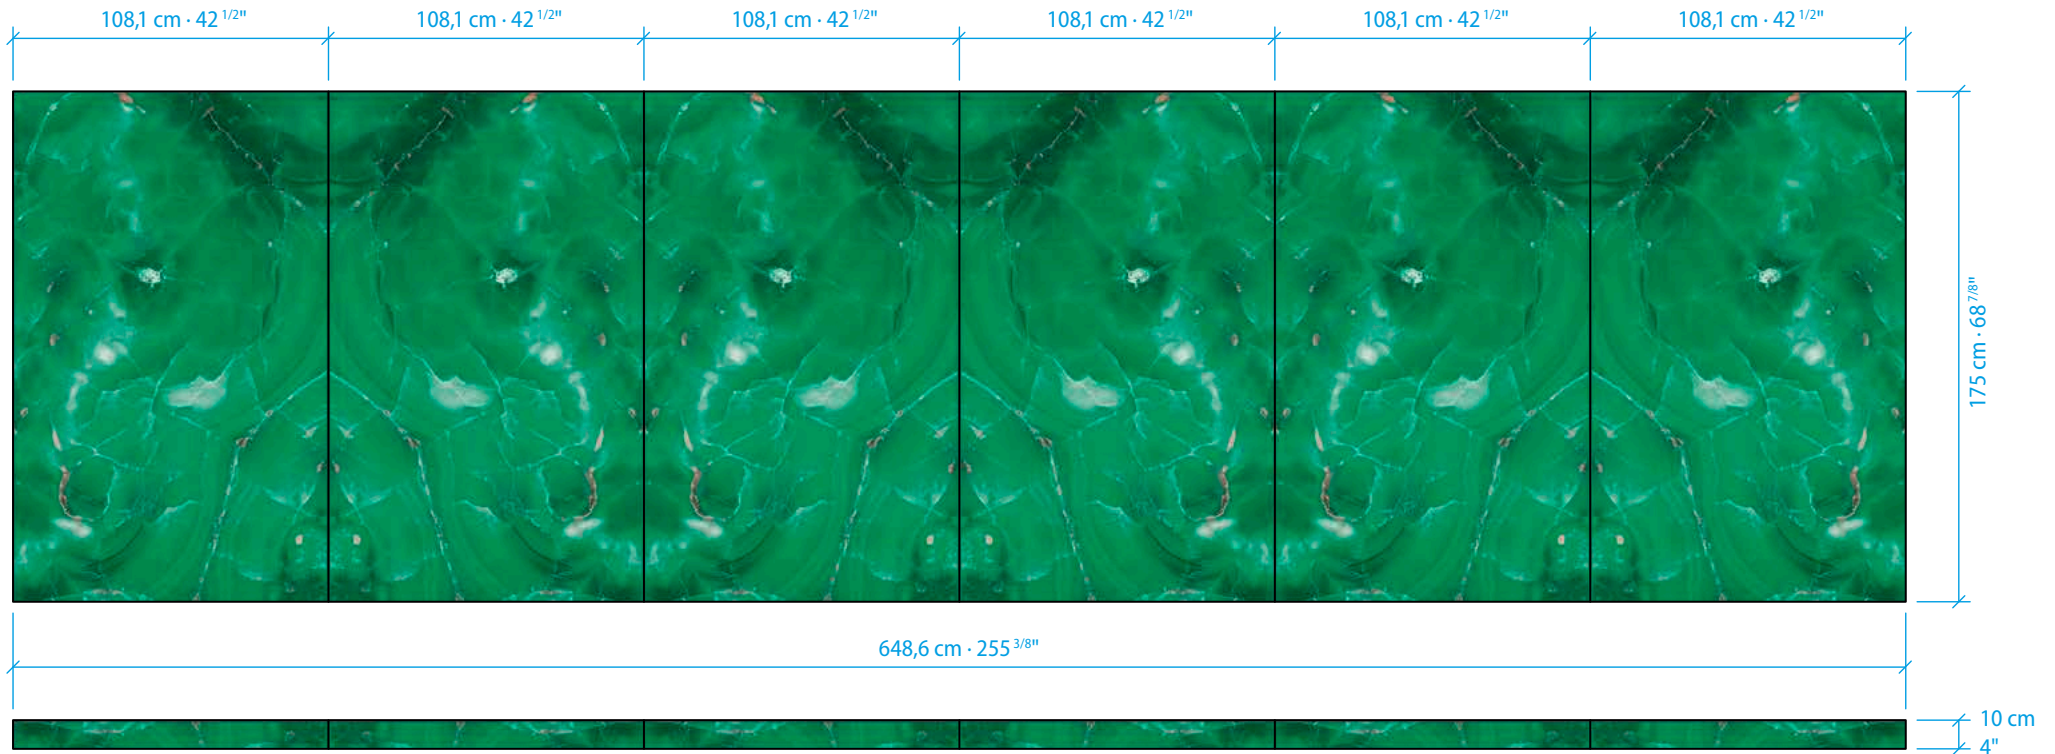 108,1 cm · 42 1/2" 108,1 cm · 42 1/2" 108,1 cm · 42 1/2" 108,1 cm · 42 1/2" 108,1 cm · 42 1/2" 108,1 cm · 42 1/2"
175 cm · 68 7/8"
648,6 cm · 255 3/8"
10 cm
4"